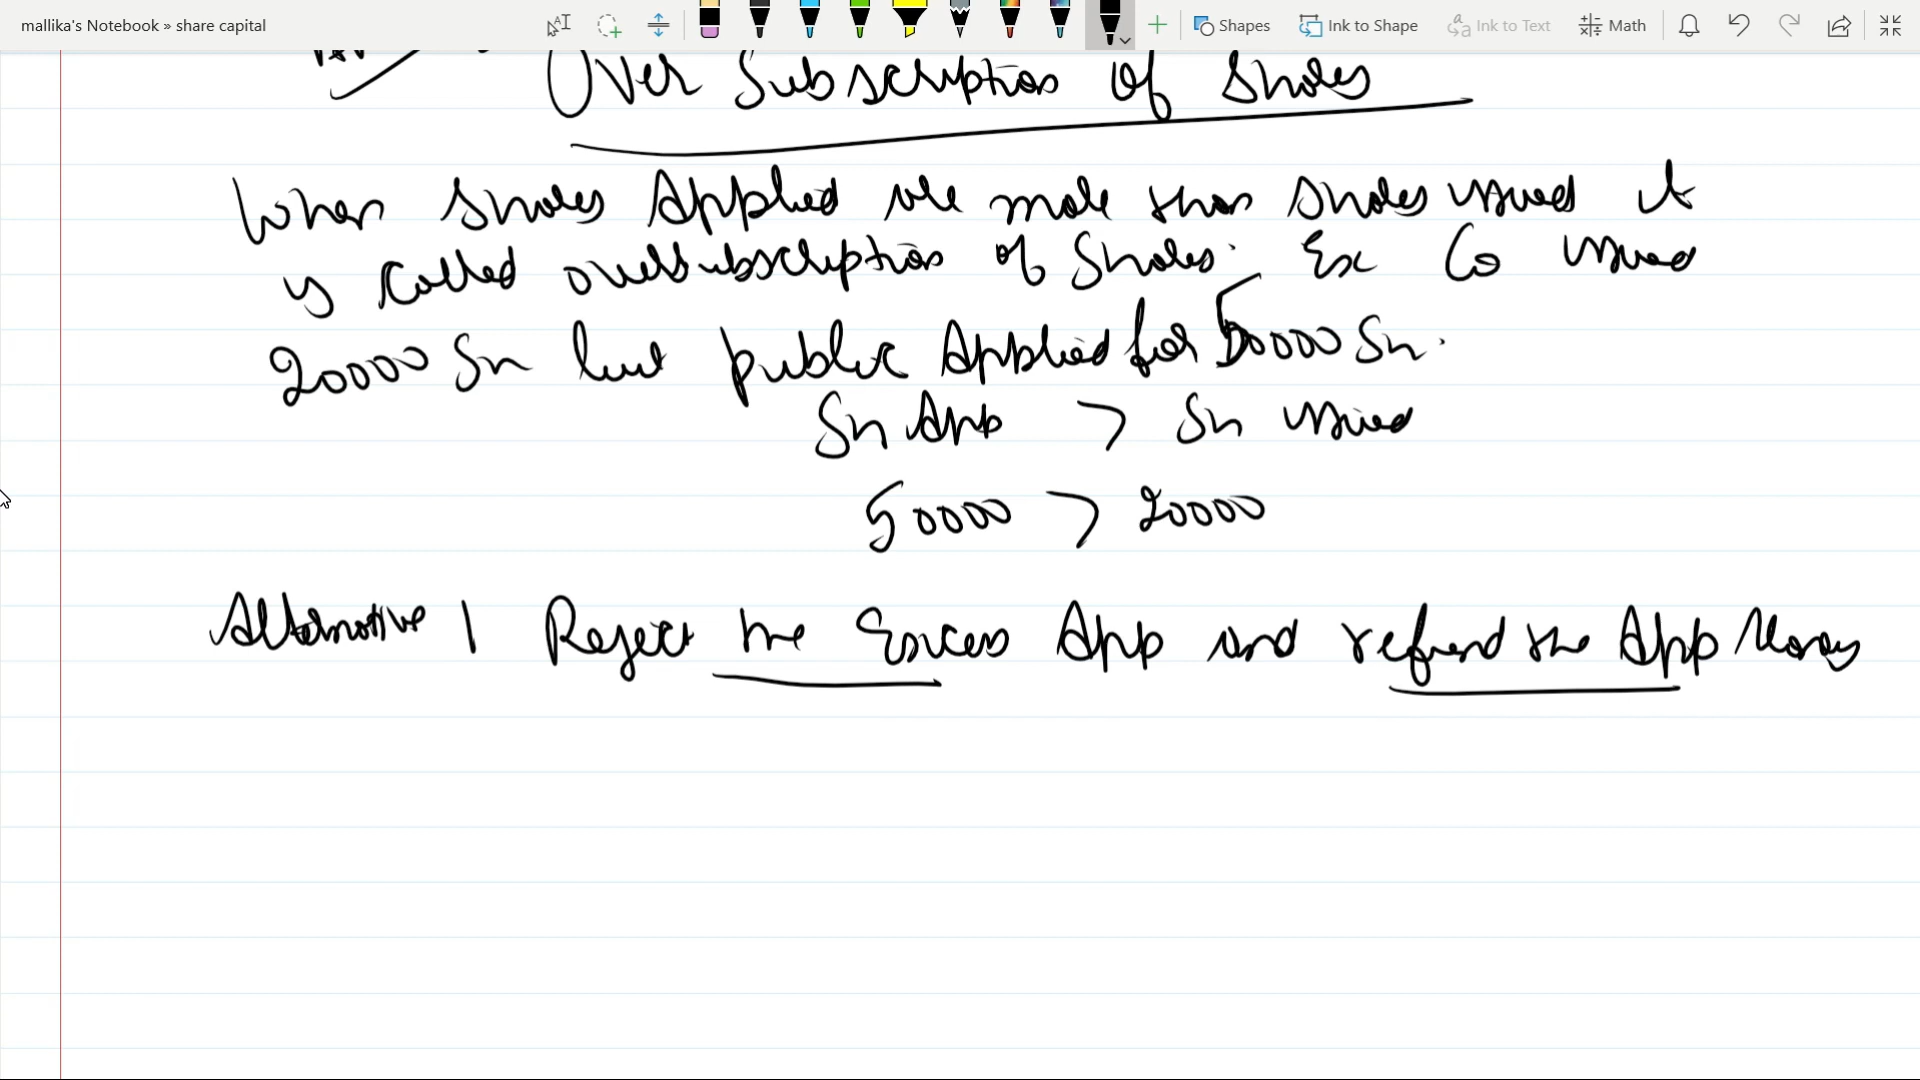 mallika's Notebook » share capital
Shapes Ink to Shape Ink to Text Math
Over Subscription of Shares
When shares Applied are more than shares issued it
is called oversubscription of Shares. Ex Co issued
20000 Sh but public Applied for 50000 Sh.
Sh App > Sh issued
50000 > 20000
Alternative 1 Reject the Excess App and refund the App Money